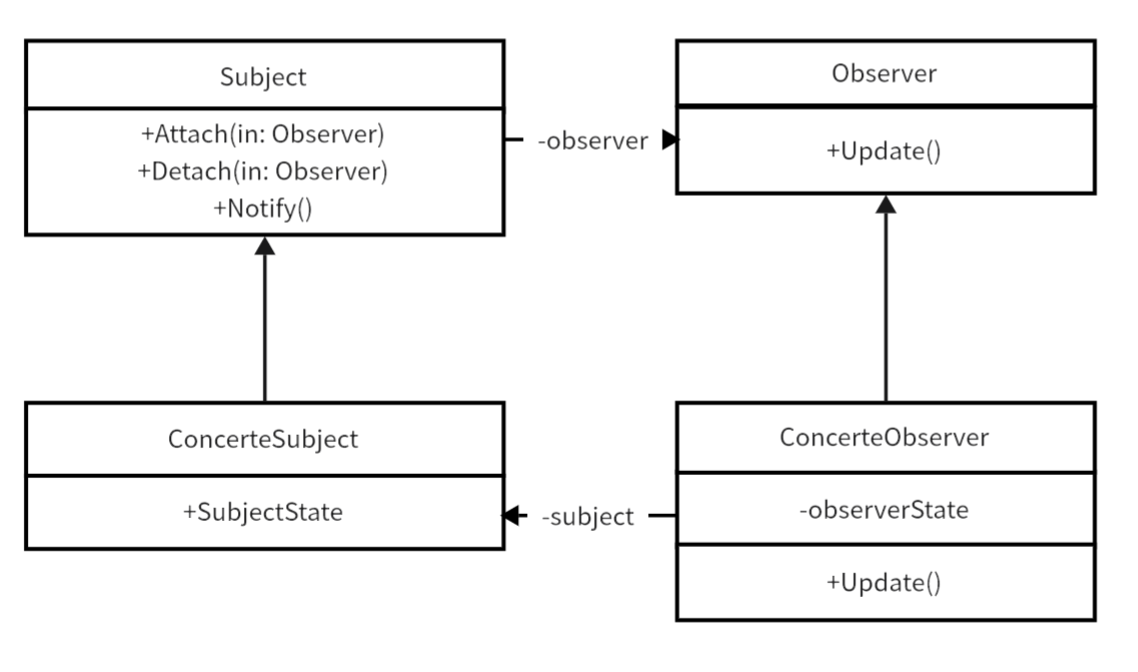 Subject
+Attach(in: Observer)
+Detach(in: Observer)
+Notify()
-observer
Observer
+Update()
ConcerteSubject
+SubjectState
-subject
ConcerteObserver
-observerState
+Update()